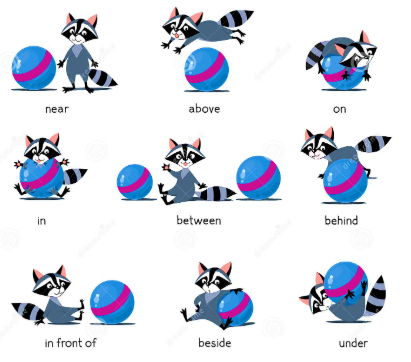 near
above
on
in
between
behind
in front of
beside
under